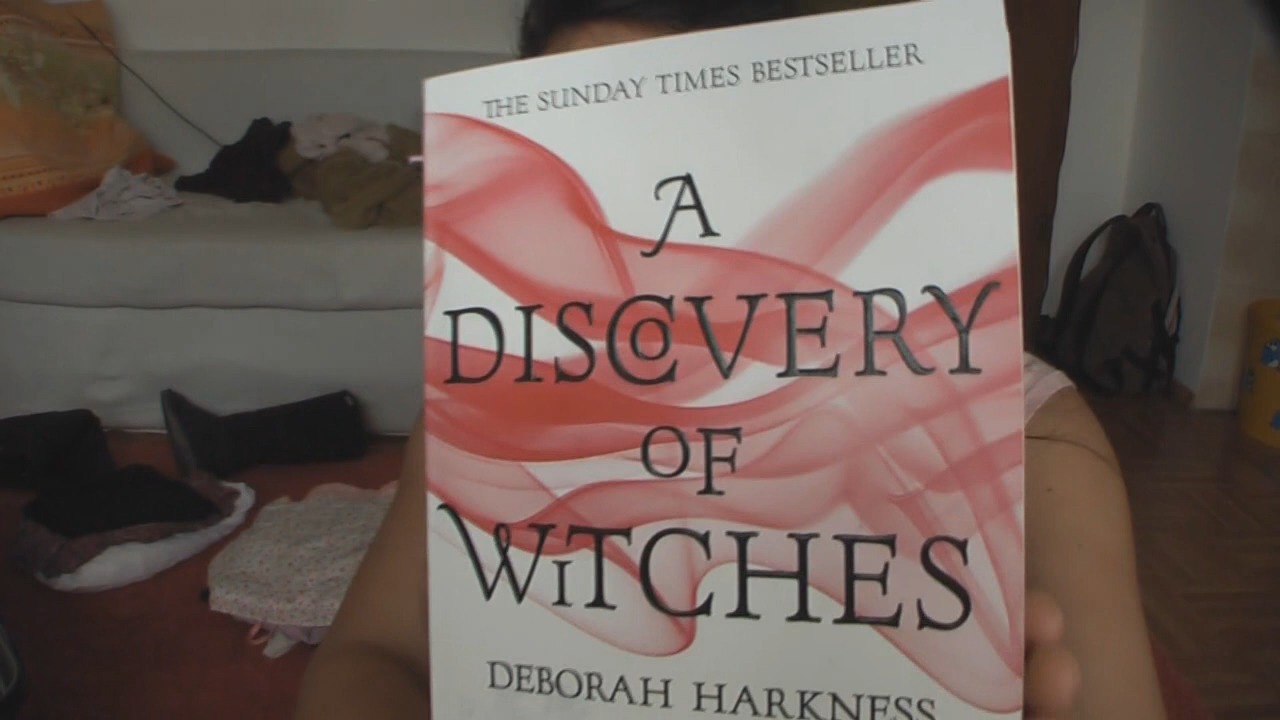 THE SUNDAY TIMES BESTSELLER
A
DISCOVERY
OF
WITCHES
DEBORAH HARKNESS